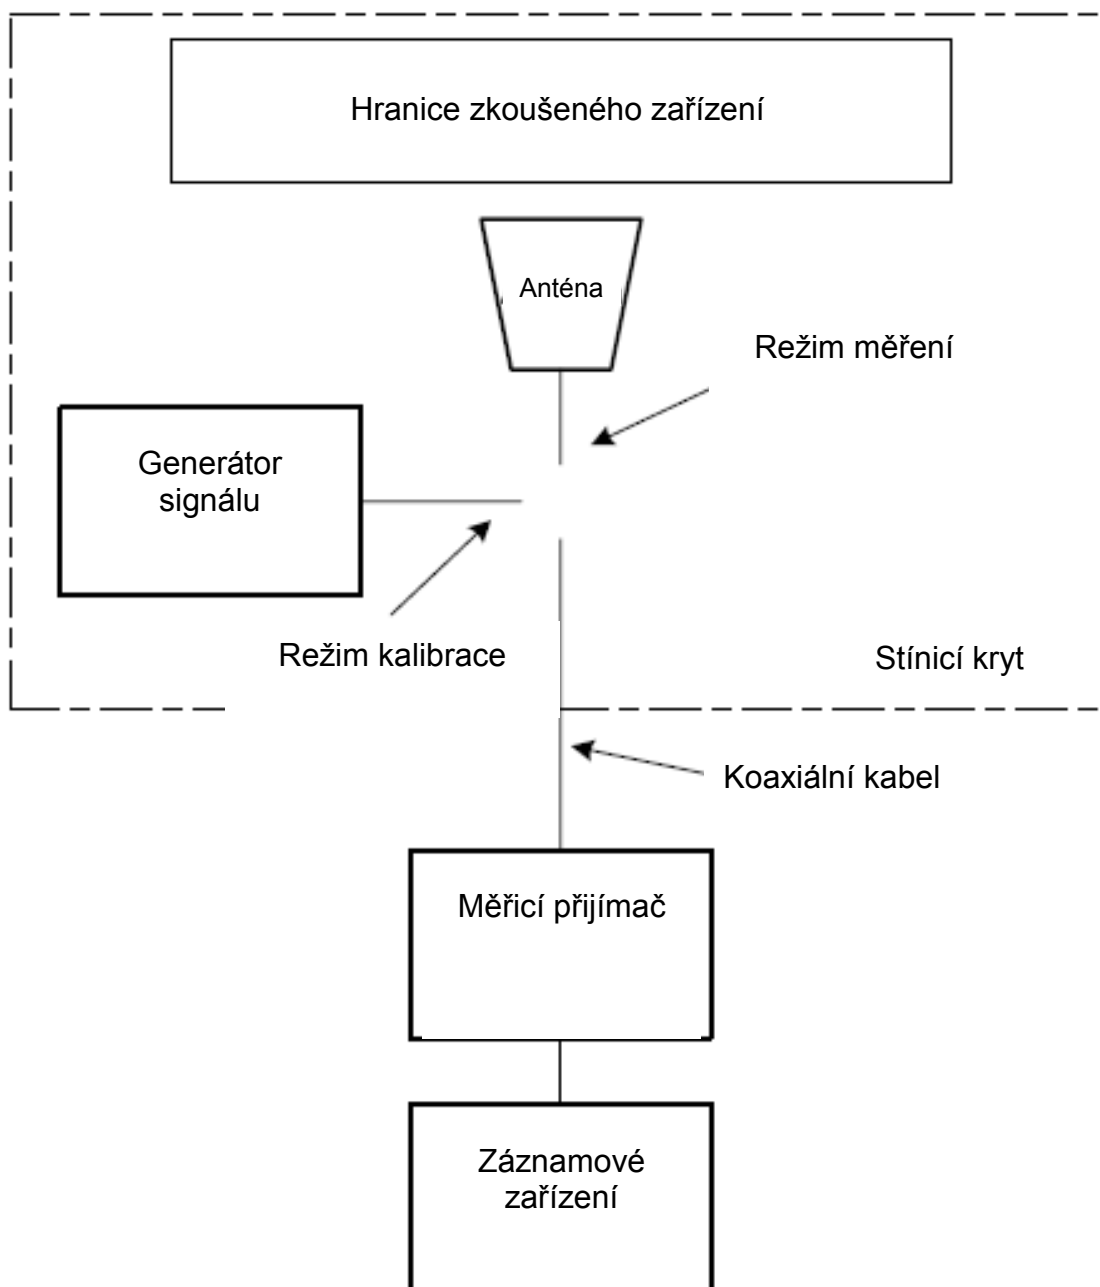 Hranice zkoušeného zařízení
Anténa
Režim měření
Generátor
signálu
Režim kalibrace
Stínicí kryt
Koaxiální kabel
Měřicí přijímač
Záznamové
zařízení